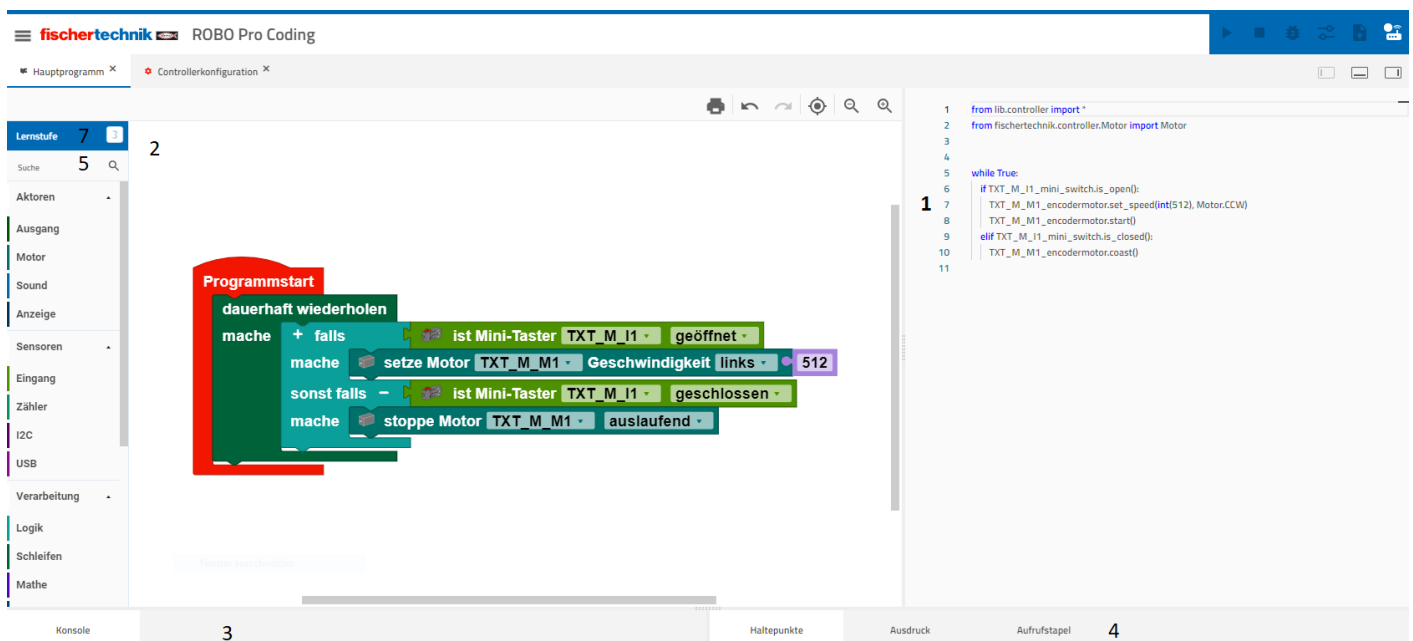 fischertechnik ROBO Pro Coding
Hauptprogramm × Controllerkonfiguration ×
Lernstufe 7 3
Suche 5
Aktoren
Ausgang
Motor
Sound
Anzeige
Sensoren
Eingang
Zähler
I2C
USB
Verarbeitung
Logik
Schleifen
Mathe
2
Programmstart
dauerhaft wiederholen
mache + falls ist Mini-Taster TXT_M_I1 geöffnet
mache setze Motor TXT_M_M1 Geschwindigkeit links 512
sonst falls − ist Mini-Taster TXT_M_I1 geschlossen
mache stoppe Motor TXT_M_M1 auslaufend
1
1 from lib.controller import *
2 from fischertechnik.controller.Motor import Motor
3
4
5 while True:
6 if TXT_M_I1_mini_switch.is_open():
7 TXT_M_M1_encodermotor.set_speed(int(512), Motor.CCW)
8 TXT_M_M1_encodermotor.start()
9 elif TXT_M_I1_mini_switch.is_closed():
10 TXT_M_M1_encodermotor.coast()
11
Konsole 3
Haltepunkte Ausdruck Aufrufstapel 4